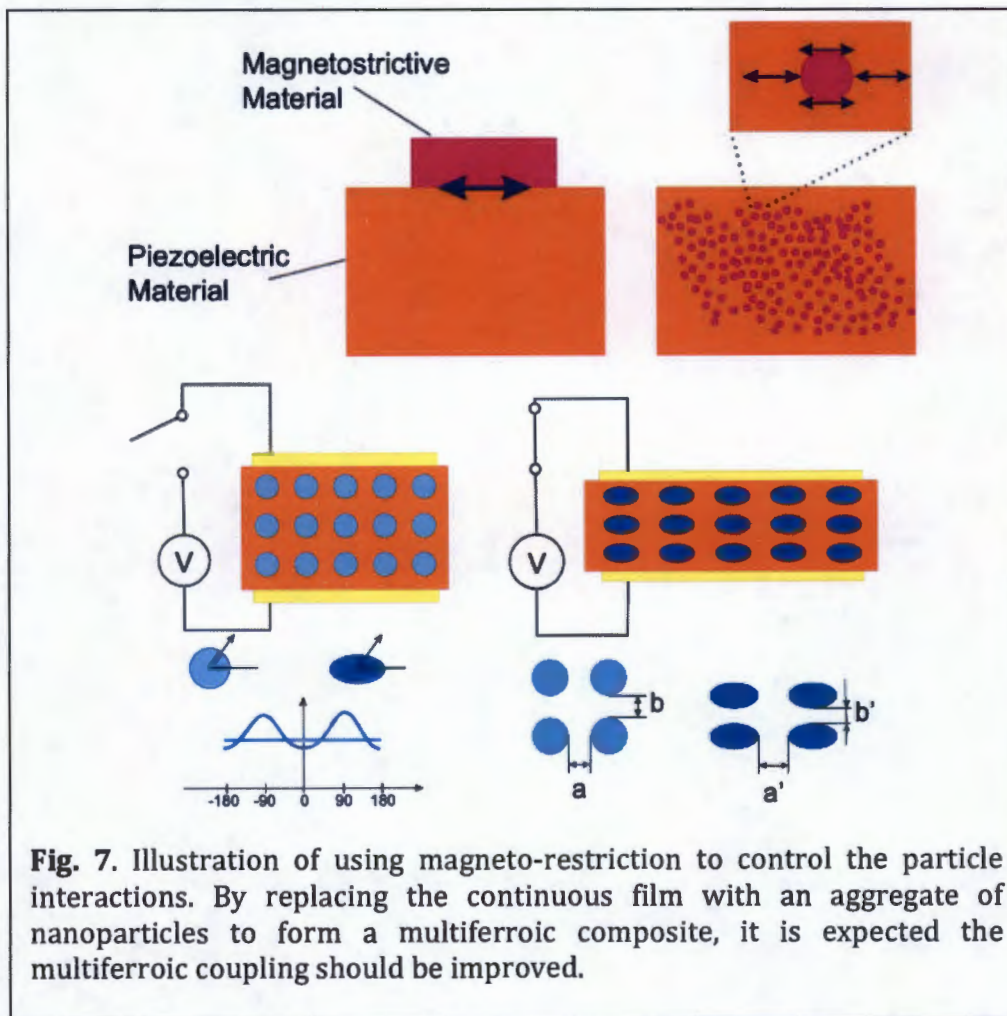 Magnetostrictive
Material
Piezoelectric
Material
V
V
b
b'
a
a'
-180 -90 0 90 180
Fig. 7. Illustration of using magneto-restriction to control the particle
interactions. By replacing the continuous film with an aggregate of
nanoparticles to form a multiferroic composite, it is expected the
multiferroic coupling should be improved.